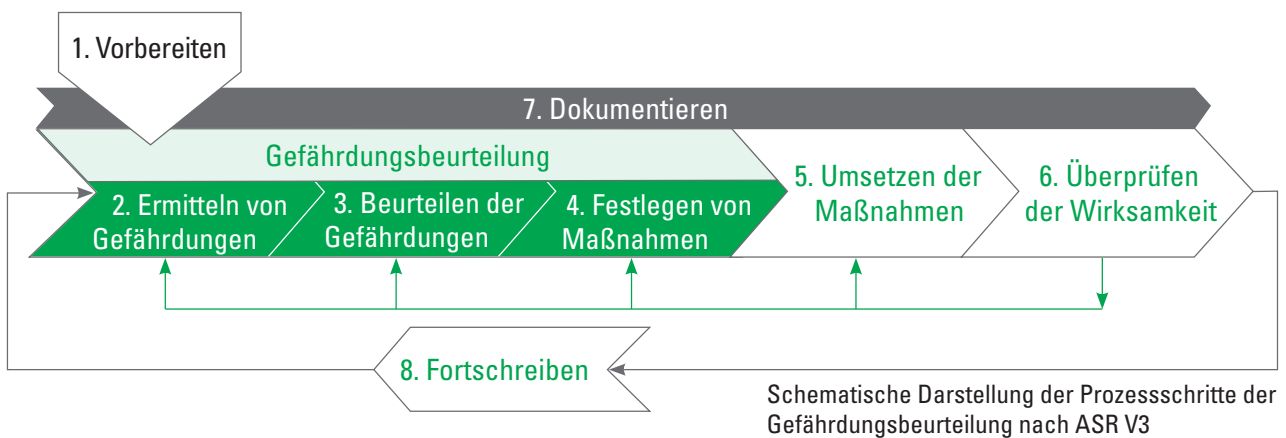 1. Vorbereiten
7. Dokumentieren
Gefährdungsbeurteilung
2. Ermitteln von
Gefährdungen
3. Beurteilen der
Gefährdungen
4. Festlegen von
Maßnahmen
5. Umsetzen der
Maßnahmen
6. Überprüfen
der Wirksamkeit
8. Fortschreiben
Schematische Darstellung der Prozessschritte der
Gefährdungsbeurteilung nach ASR V3